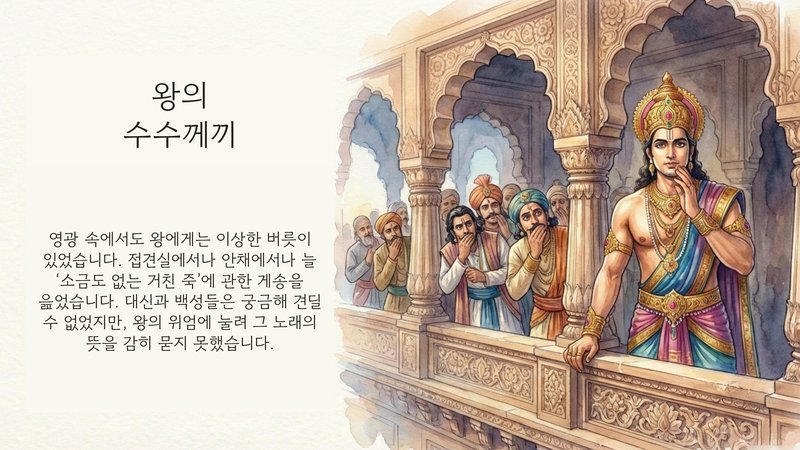 왕의
수수께끼
영광 속에서도 왕에게는 이상한 버릇이
있었습니다. 접견실에서나 안채에서나 늘
‘소금도 없는 거친 죽’에 관한 게송을
읊었습니다. 대신과 백성들은 궁금해 견딜
수 없었지만, 왕의 위엄에 눌려 그 노래의
뜻을 감히 묻지 못했습니다.